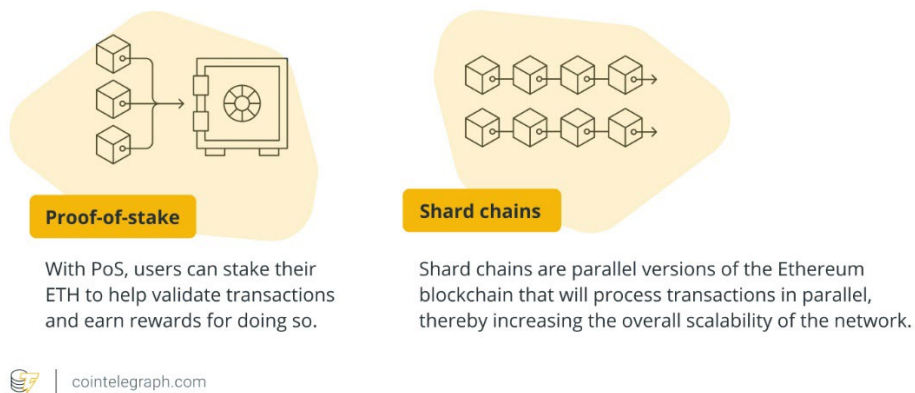 Proof-of-stake
With PoS, users can stake their
ETH to help validate transactions
and earn rewards for doing so.
Shard chains
Shard chains are parallel versions of the Ethereum
blockchain that will process transactions in parallel,
thereby increasing the overall scalability of the network.
cointelegraph.com